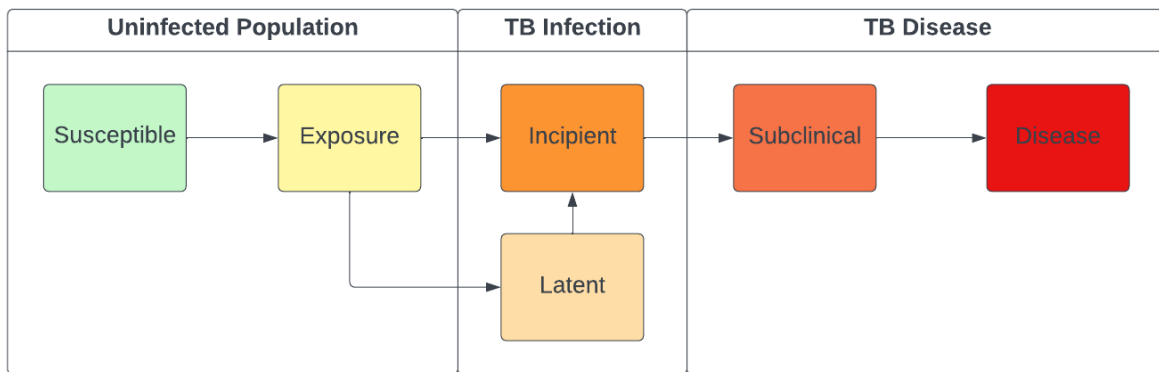 Uninfected Population
TB Infection
TB Disease
Susceptible
Exposure
Incipient
Subclinical
Disease
Latent